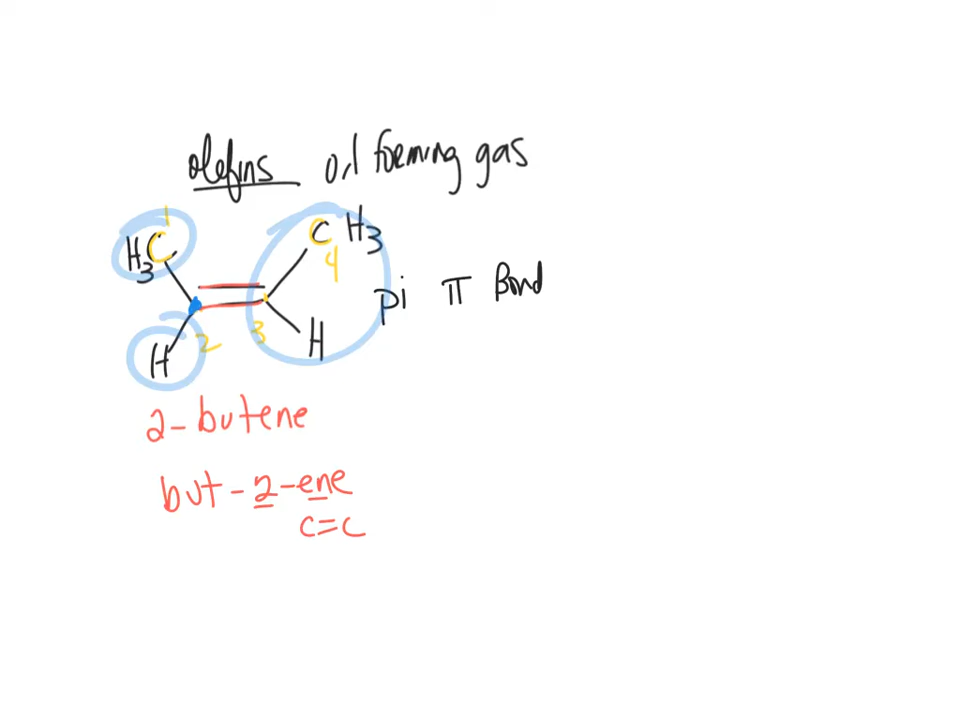 olefins oil forming gas
1
H3C CH3
4
pi π Bond
2 3
H H
2-butene
but-2-ene
c=c